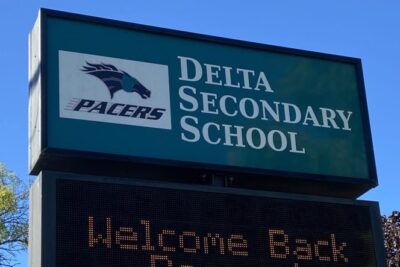 PACERS
DELTA
SECONDARY
SCHOOL
Welcome Back